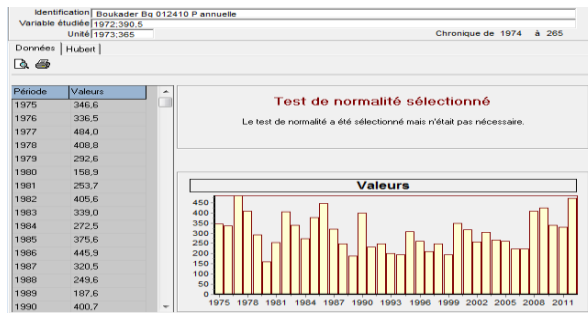 Identification Boukader Bg 012410 P annuelle
Variable étudiée 1972;390,5
Unité 1973;365 Chronique de 1974 à 265
Données Hubert
Période Valeurs
1975 346,6
1976 336,5
1977 484,0
1978 408,8
1979 292,6
1980 158,9
1981 253,7
1982 405,6
1983 339,0
1984 272,5
1985 375,6
1986 445,9
1987 320,5
1988 249,6
1989 187,6
1990 400,7
Test de normalité sélectionné
Le test de normalité a été sélectionné mais n'était pas nécessaire.
Valeurs
450
400
350
300
250
200
150
100
50
0
1975 1978 1981 1984 1987 1990 1993 1996 1999 2002 2005 2008 2011